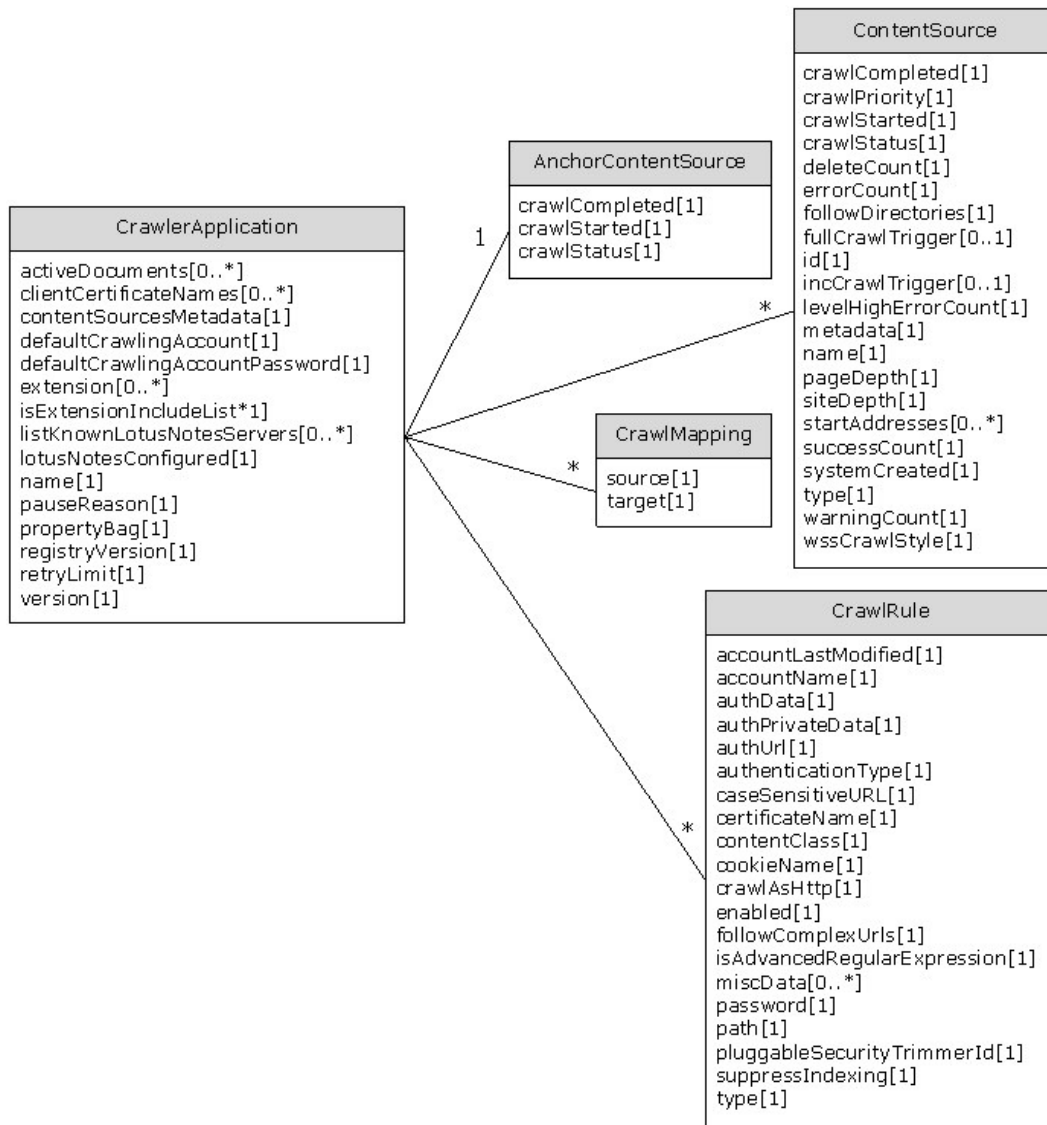 CrawlerApplication
activeDocuments[0..*]
clientCertificateNames[0..*]
contentSourcesMetadata[1]
defaultCrawlingAccount[1]
defaultCrawlingAccountPassword[1]
extension[0..*]
isExtensionIncludeList*1]
listKnownLotusNotesServers[0..*]
lotusNotesConfigured[1]
name[1]
pauseReason[1]
propertyBag[1]
registryVersion[1]
retryLimit[1]
version[1]
1
AnchorContentSource
crawlCompleted[1]
crawlStarted[1]
crawlStatus[1]
*
ContentSource
crawlCompleted[1]
crawlPriority[1]
crawlStarted[1]
crawlStatus[1]
deleteCount[1]
errorCount[1]
followDirectories[1]
fullCrawlTrigger[0..1]
id[1]
incCrawlTrigger[0..1]
levelHighErrorCount[1]
metadata[1]
name[1]
pageDepth[1]
siteDepth[1]
startAddresses[0..*]
successCount[1]
systemCreated[1]
type[1]
warningCount[1]
wssCrawlStyle[1]
*
CrawlMapping
source[1]
target[1]
*
CrawlRule
accountLastModified[1]
accountName[1]
authData[1]
authPrivateData[1]
authUrl[1]
authenticationType[1]
caseSensitiveURL[1]
certificateName[1]
contentClass[1]
cookieName[1]
crawlAsHttp[1]
enabled[1]
followComplexUrls[1]
isAdvancedRegularExpression[1]
miscData[0..*]
password[1]
path[1]
pluggableSecurityTrimmerId[1]
suppressIndexing[1]
type[1]